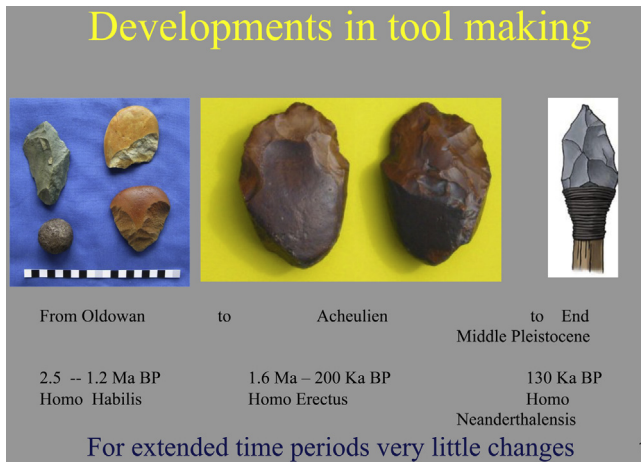 Developments in tool making
From Oldowan to Acheulien to End
Middle Pleistocene
2.5 -- 1.2 Ma BP 1.6 Ma – 200 Ka BP 130 Ka BP
Homo Habilis Homo Erectus Homo
Neanderthalensis
For extended time periods very little changes